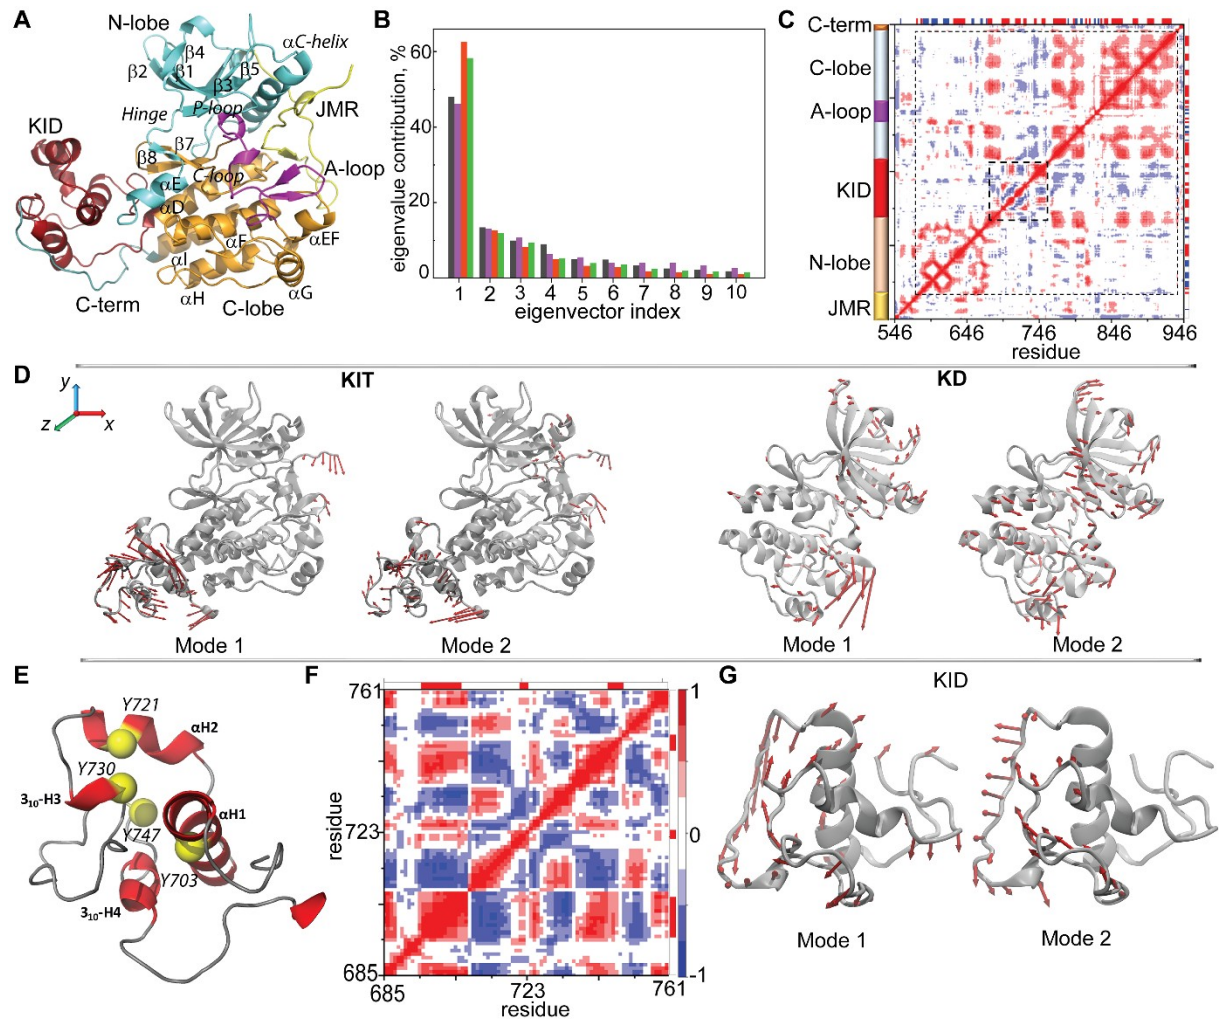 A
N-lobe
αC-helix
β4
β2
β1
β5
β3
Hinge
P-loop
JMR
KID
β7
β8
C-loop
A-loop
αE
αD
αF
αEF
αI
αH
αG
C-term
C-lobe
B
eigenvalue contribution, %
60
40
20
0
1 2 3 4 5 6 7 8 9 10
eigenvector index
C
C-term
C-lobe
A-loop
KID
N-lobe
JMR
546 646 746 846 946
residue
D
KIT
KD
y
z
x
Mode 1
Mode 2
Mode 1
Mode 2
E
Y721
αH2
Y730
3₁₀-H3
αH1
Y747
Y703
3₁₀-H4
F
761
1
723
0
residue
685
-1
685
723
761
residue
G
KID
Mode 1
Mode 2